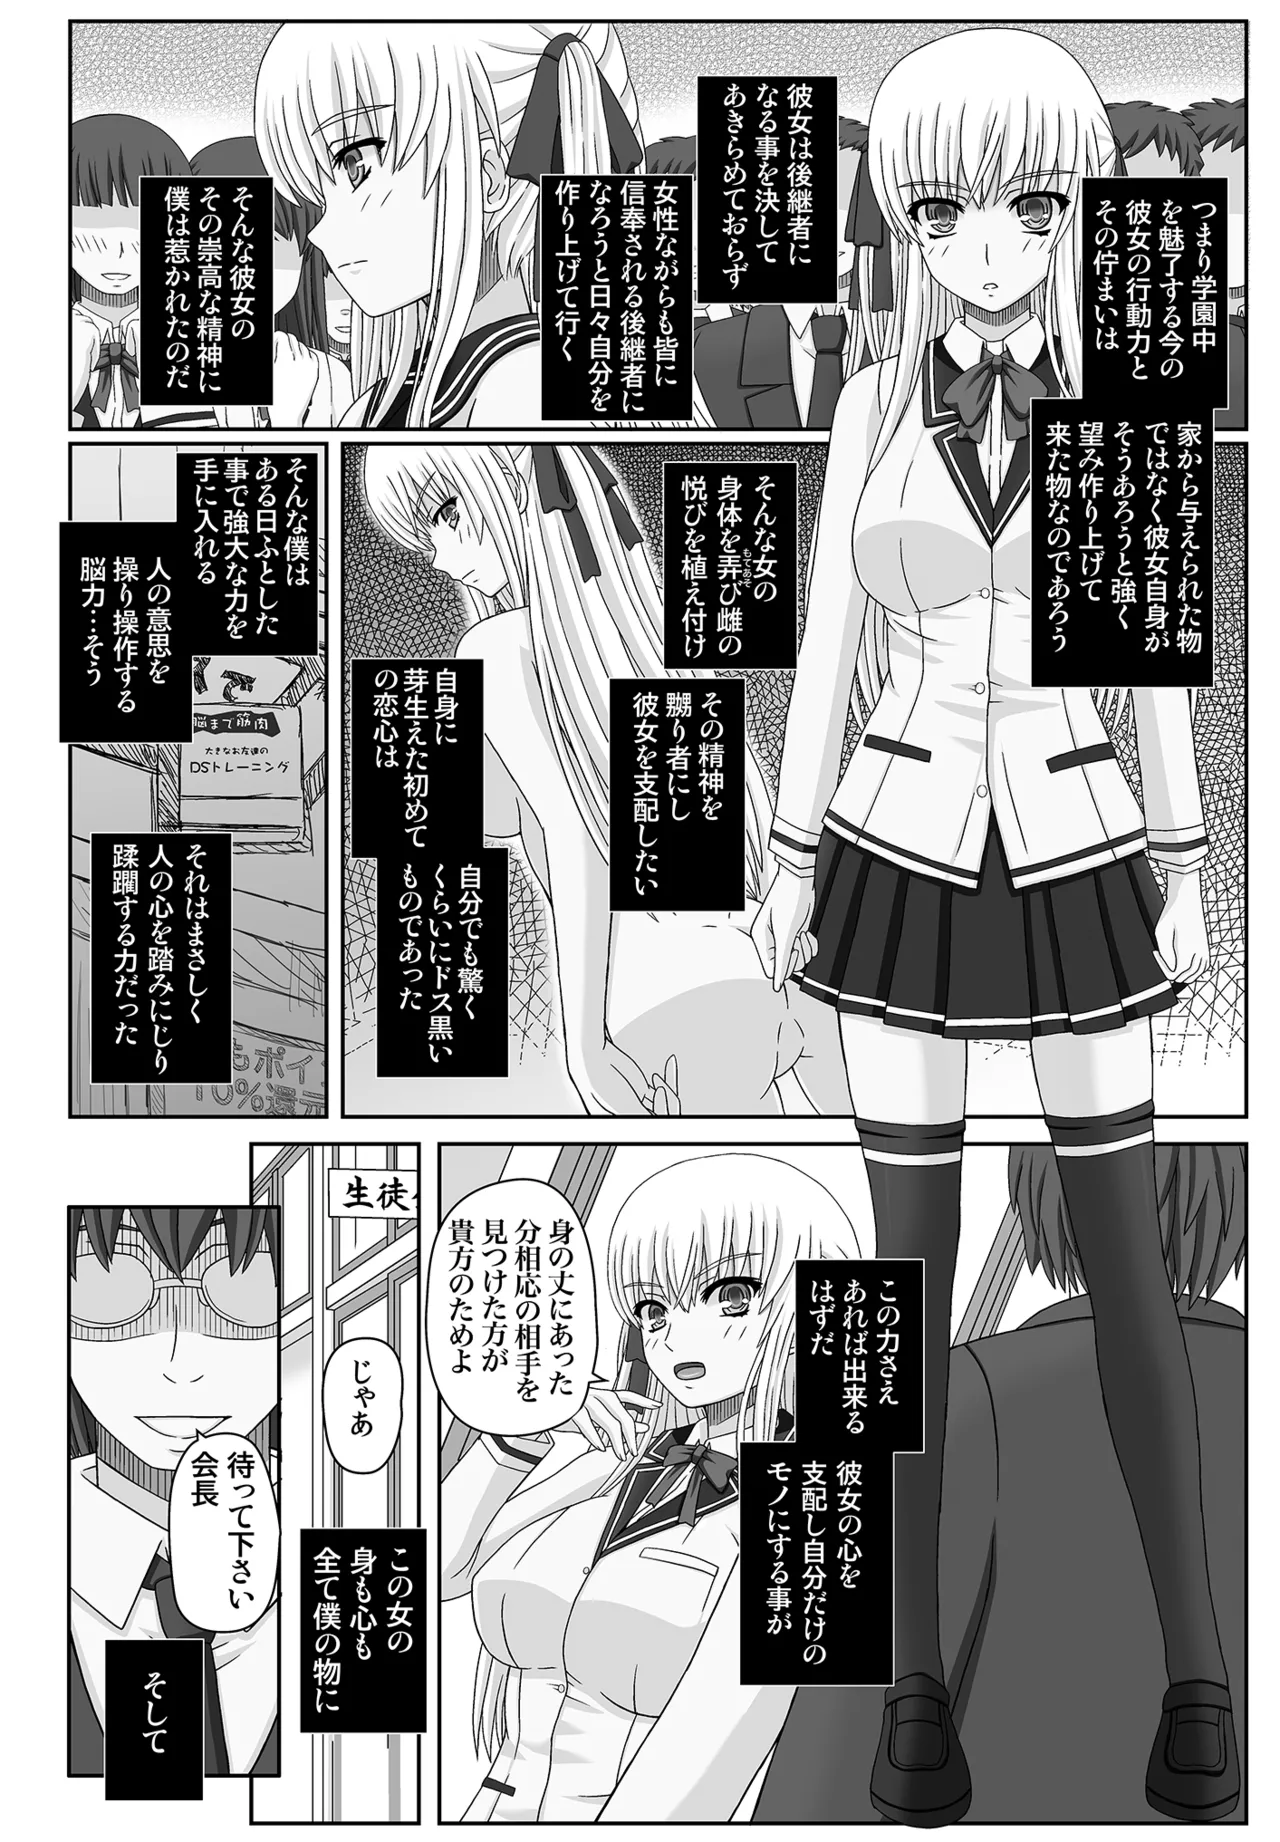 つまり学園中
を魅了する今の
彼女の行動力と
その佇まいは
家から与えられた物
ではなく彼女自身が
そうあろうと強く
望み作り上げて
来た物なのであろう
彼女は後継者に
なる事を決して
あきらめておらず
女性ながらも皆に
信奉される後継者に
なろうと日々自分を
作り上げて行く
そんな彼女の
その崇高な精神に
僕は惹かれたのだ
そんな女の
身体を弄び雌の
もてあそ
悦びを植え付け
その精神を
嬲り者にし
彼女を支配したい
自身に
芽生えた初めて
の恋心は
自分でも驚く
くらいにドス黒い
ものであった
そんな僕は
ある日ふとした
事で強大な力を
手に入れる
人の意思を
操り操作する
脳力…そう
脳まで筋肉
大きなお友達の
DSトレーニング
それはまさしく
人の心を踏みにじり
蹂躙する力だった
もポイン
10%還元
この力さえ
あれば出来る
はずだ
彼女の心を
支配し自分だけの
モノにする事が
身の丈にあった
分相応の相手を
見つけた方が
貴方のためよ
生徒会
じゃあ
この女の
身も心も
全て僕の物に
待って下さい
会長
そして